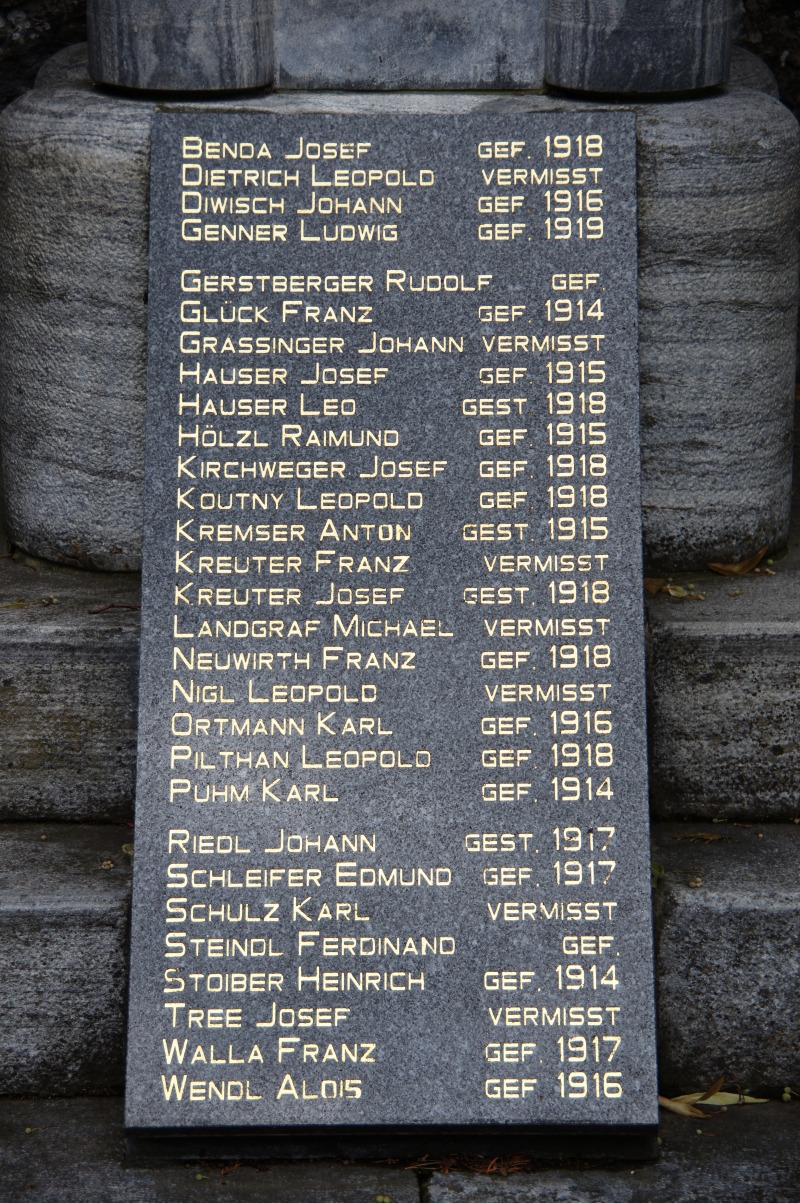 BENDA JOSEF GEF. 1918
DIETRICH LEOPOLD VERMISST
DIWISCH JOHANN GEF 1916
GENNER LUDWIG GEF. 1919
GERSTBERGER RUDOLF GEF.
GLÜCK FRANZ GEF. 1914
GRASSINGER JOHANN VERMISST
HAUSER JOSEF GEF. 1915
HAUSER LEO GEST 1918
HÖLZL RAIMUND GEF. 1915
KIRCHWEGER JOSEF GEF. 1918
KOUTNY LEOPOLD GEF. 1918
KREMSER ANTON GEST. 1915
KREUTER FRANZ VERMISST
KREUTER JOSEF GEST. 1918
LANDGRAF MICHAEL VERMISST
NEUWIRTH FRANZ GEF. 1918
NIGL LEOPOLD VERMISST
ORTMANN KARL GEF. 1916
PILTHAN LEOPOLD GEF. 1918
PUHM KARL GEF. 1914
RIEDL JOHANN GEST. 1917
SCHLEIFER EDMUND GEF. 1917
SCHULZ KARL VERMISST
STEINDL FERDINAND GEF.
STOIBER HEINRICH GEF. 1914
TREE JOSEF VERMISST
WALLA FRANZ GEF. 1917
WENDL ALOIS GEF 1916